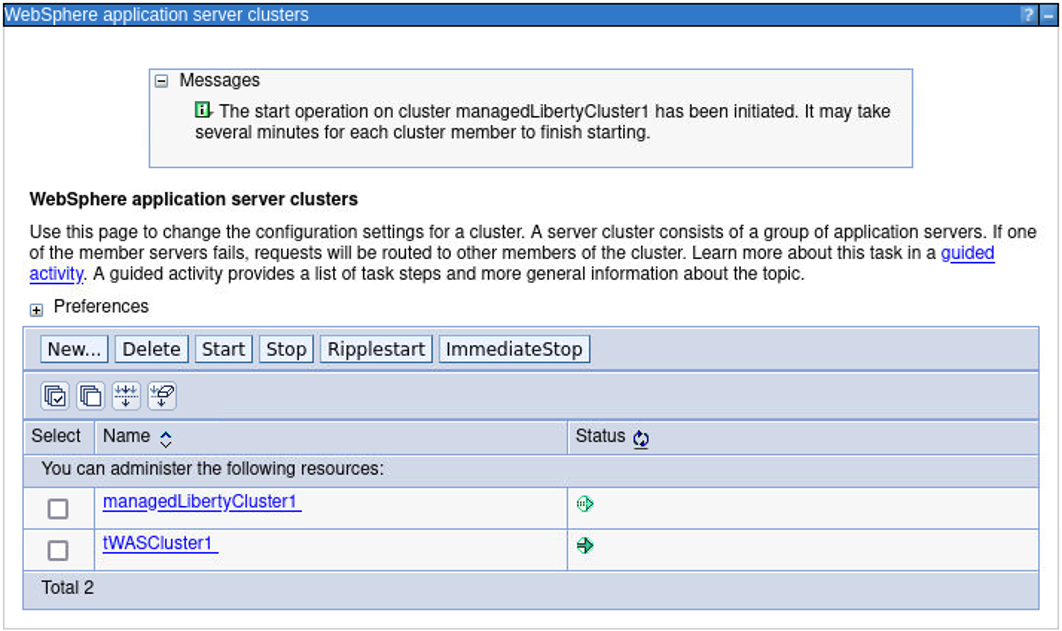 WebSphere application server clusters ? –
Messages
The start operation on cluster managedLibertyCluster1 has been initiated. It may take
several minutes for each cluster member to finish starting.
WebSphere application server clusters
Use this page to change the configuration settings for a cluster. A server cluster consists of a group of application servers. If one
of the member servers fails, requests will be routed to other members of the cluster. Learn more about this task in a guided
activity. A guided activity provides a list of task steps and more general information about the topic.
Preferences
New... Delete Start Stop Ripplestart ImmediateStop
Select Name Status
You can administer the following resources:
managedLibertyCluster1
tWASCluster1
Total 2